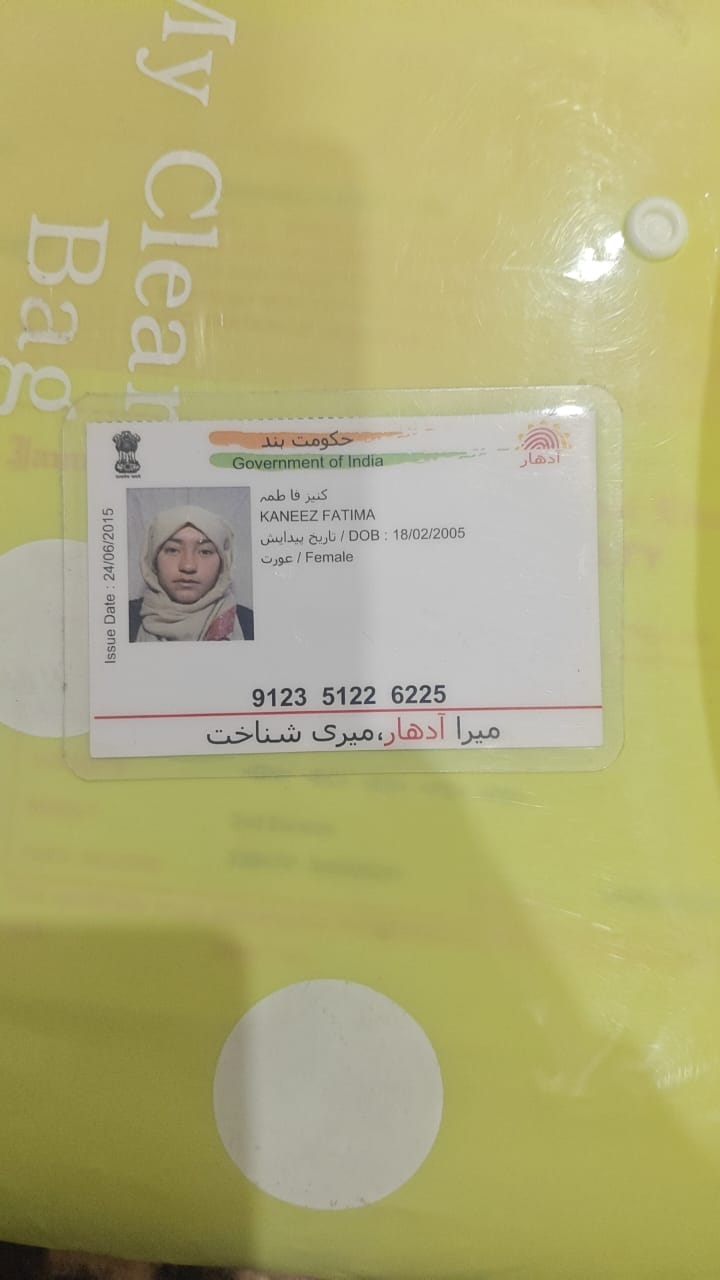 My Clear
Bag
حکومت ہند
Government of India
آدھار
Issue Date : 24/06/2015
کنیز فا طمہ
KANEEZ FATIMA
تاریخ پیدایش / DOB : 18/02/2005
عورت / Female
9123 5122 6225
میرا آدھار،میری شناخت